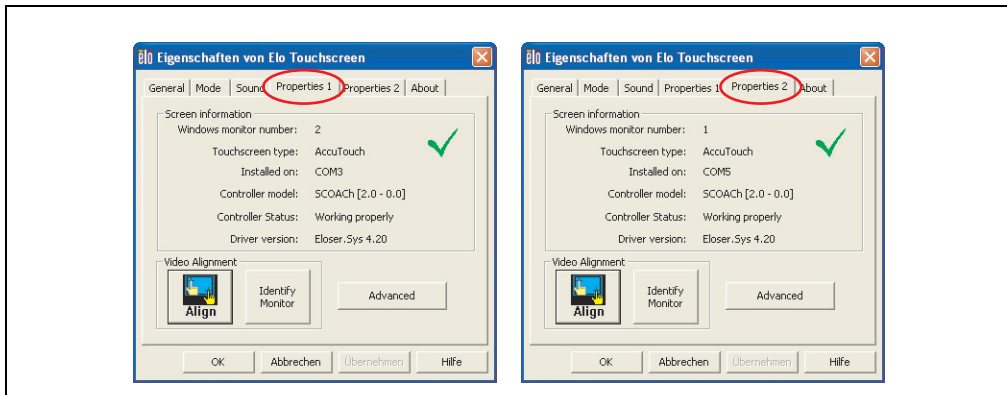 elo Eigenschaften von Elo Touchscreen
General Mode Sound Properties 1 Properties 2 About
Screen information
Windows monitor number: 2
Touchscreen type: AccuTouch
Installed on: COM3
Controller model: SCOACh [2.0 - 0.0]
Controller Status: Working properly
Driver version: Eloser.Sys 4.20
Video Alignment
Align
Identify
Monitor
Advanced
OK Abbrechen Übernehmen Hilfe
elo Eigenschaften von Elo Touchscreen
General Mode Sound Properties 1 Properties 2 About
Screen information
Windows monitor number: 1
Touchscreen type: AccuTouch
Installed on: COM5
Controller model: SCOACh [2.0 - 0.0]
Controller Status: Working properly
Driver version: Eloser.Sys 4.20
Video Alignment
Align
Identify
Monitor
Advanced
OK Abbrechen Übernehmen Hilfe